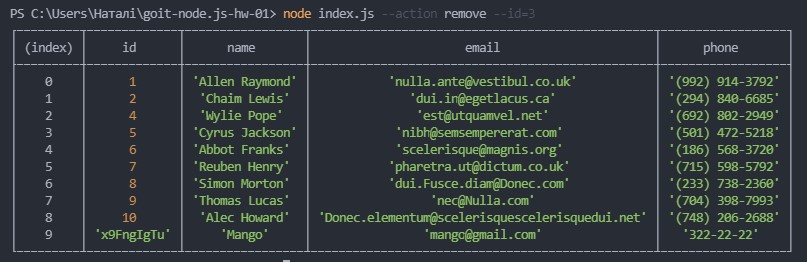 PS C:\Users\Наталі\goit-node.js-hw-01> node index.js --action remove --id=3
(index) id name email phone
0 1 'Allen Raymond' 'nulla.ante@vestibul.co.uk' '(992) 914-3792'
1 2 'Chaim Lewis' 'dui.in@egetlacus.ca' '(294) 840-6685'
2 4 'Wylie Pope' 'est@utquamvel.net' '(692) 802-2949'
3 5 'Cyrus Jackson' 'nibh@semsempererat.com' '(501) 472-5218'
4 6 'Abbot Franks' 'scelerisque@magnis.org' '(186) 568-3720'
5 7 'Reuben Henry' 'pharetra.ut@dictum.co.uk' '(715) 598-5792'
6 8 'Simon Morton' 'dui.Fusce.diam@Donec.com' '(233) 738-2360'
7 9 'Thomas Lucas' 'nec@Nulla.com' '(704) 398-7993'
8 10 'Alec Howard' 'Donec.elementum@scelerisquescelerisquedui.net' '(748) 206-2688'
9 'x9FngIgTu' 'Mango' 'mango@gmail.com' '322-22-22'